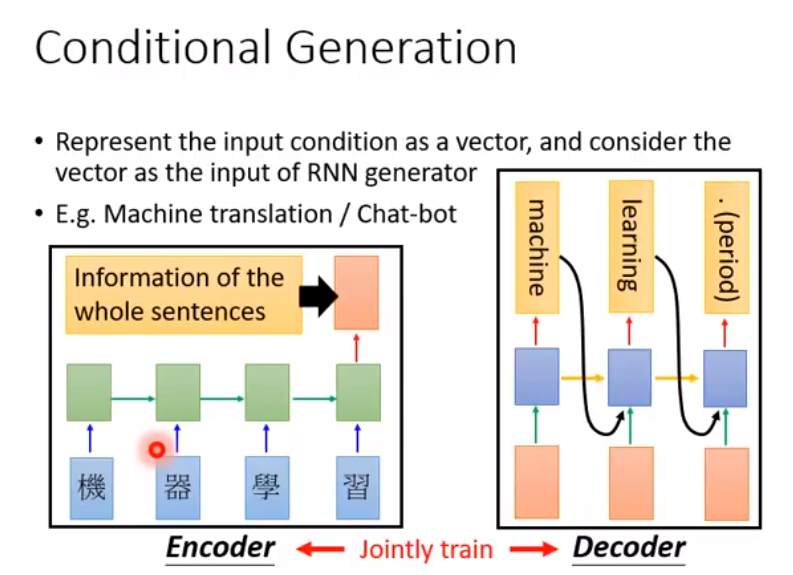 Conditional Generation
• Represent the input condition as a vector, and consider the
vector as the input of RNN generator
• E.g. Machine translation / Chat-bot
Information of the
whole sentences
機 器 學 習
Encoder
Jointly train
machine
learning
. (period)
Decoder